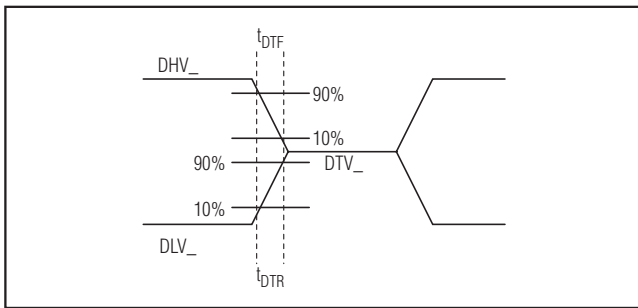 tDTF
DHV_
90%
10%
90%
DTV_
10%
DLV_
tDTR